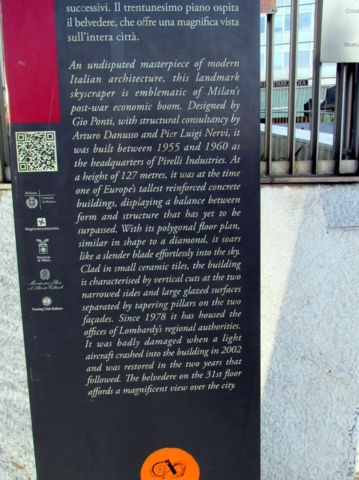 successivi. Il trentunesimo piano ospita
il belvedere, che offre una magnifica vista
sull'intera città.
An undisputed masterpiece of modern
Italian architecture, this landmark
skyscraper is emblematic of Milan's
post-war economic boom. Designed by
Gio Ponti, with structural consultancy by
Arturo Danusso and Pier Luigi Nervi, it
was built between 1955 and 1960 as
the headquarters of Pirelli Industries. At
a height of 127 metres, it was at the time
one of Europe's tallest reinforced concrete
buildings, displaying a balance between
form and structure that has yet to be
surpassed. With its polygonal floor plan,
similar in shape to a diamond, it soars
like a slender blade effortlessly into the sky.
Clad in small ceramic tiles, the building
is characterised by vertical cuts at the two
narrowed sides and large glazed surfaces
separated by tapering pillars on the two
façades. Since 1978 it has housed the
offices of Lombardy's regional authorities.
It was badly damaged when a light
aircraft crashed into the building in 2002
and was restored in the two years that
followed. The belvedere on the 31st floor
affords a magnificent view over the city.
RegioneLombardia
Touring Club Italiano